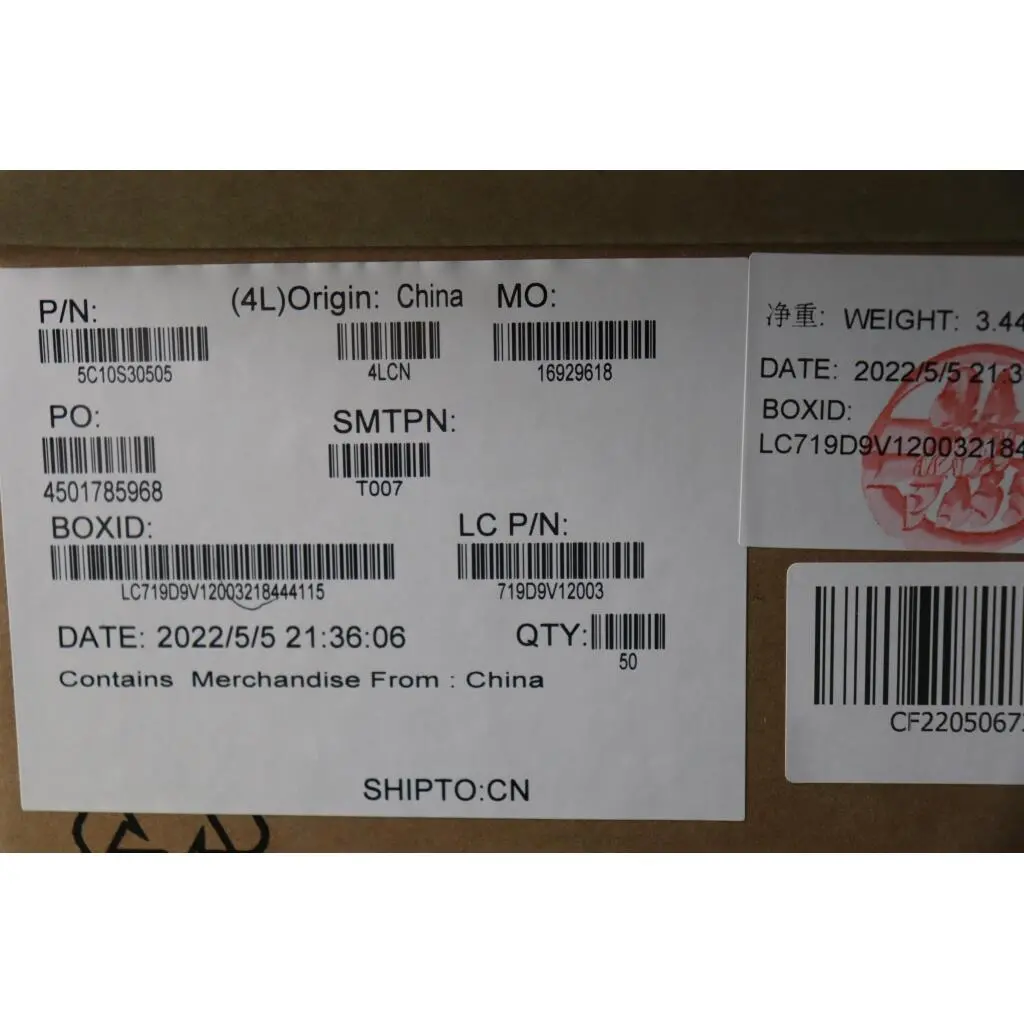 P/N:
5C10S30505
(4L)Origin: China
4LCN
MO:
16929618
PO:
4501785968
SMTPN:
T007
BOXID:
LC719D9V12003218444115
LC P/N:
719D9V12003
DATE: 2022/5/5 21:36:06
QTY:
50
Contains Merchandise From : China
SHIPTO:CN
净重: WEIGHT: 3.44
DATE: 2022/5/5 21:3
BOXID:
LC719D9V120032184
CF2205067